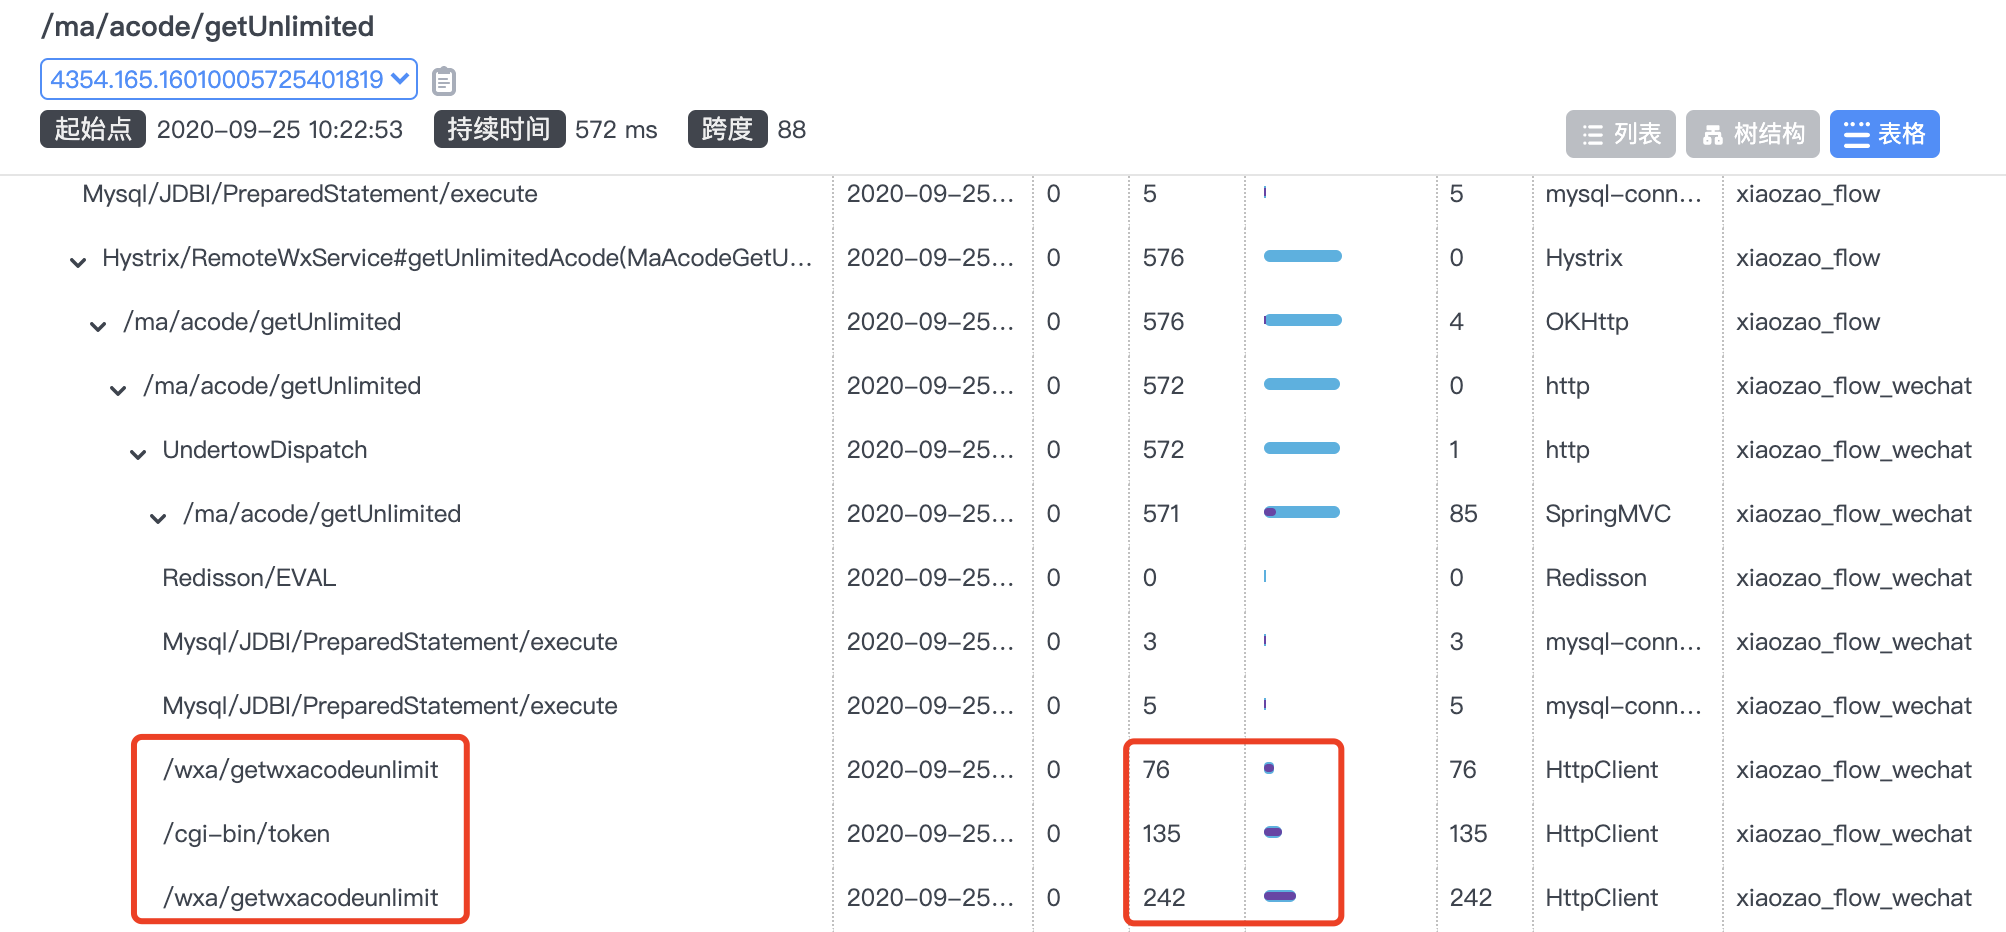 /ma/acode/getUnlimited
4354.165.16010005725401819
起始点 2020-09-25 10:22:53 持续时间 572 ms 跨度 88
列表 树结构 表格
Mysql/JDBI/PreparedStatement/execute 2020-09-25... 0 5 5 mysql-conn... xiaozao_flow
Hystrix/RemoteWxService#getUnlimitedAcode(MaAcodeGetU... 2020-09-25... 0 576 0 Hystrix xiaozao_flow
/ma/acode/getUnlimited 2020-09-25... 0 576 4 OKHttp xiaozao_flow
/ma/acode/getUnlimited 2020-09-25... 0 572 0 http xiaozao_flow_wechat
UndertowDispatch 2020-09-25... 0 572 1 http xiaozao_flow_wechat
/ma/acode/getUnlimited 2020-09-25... 0 571 85 SpringMVC xiaozao_flow_wechat
Redisson/EVAL 2020-09-25... 0 0 0 Redisson xiaozao_flow_wechat
Mysql/JDBI/PreparedStatement/execute 2020-09-25... 0 3 3 mysql-conn... xiaozao_flow_wechat
Mysql/JDBI/PreparedStatement/execute 2020-09-25... 0 5 5 mysql-conn... xiaozao_flow_wechat
/wxa/getwxacodeunlimit 2020-09-25... 0 76 76 HttpClient xiaozao_flow_wechat
/cgi-bin/token 2020-09-25... 0 135 135 HttpClient xiaozao_flow_wechat
/wxa/getwxacodeunlimit 2020-09-25... 0 242 242 HttpClient xiaozao_flow_wechat